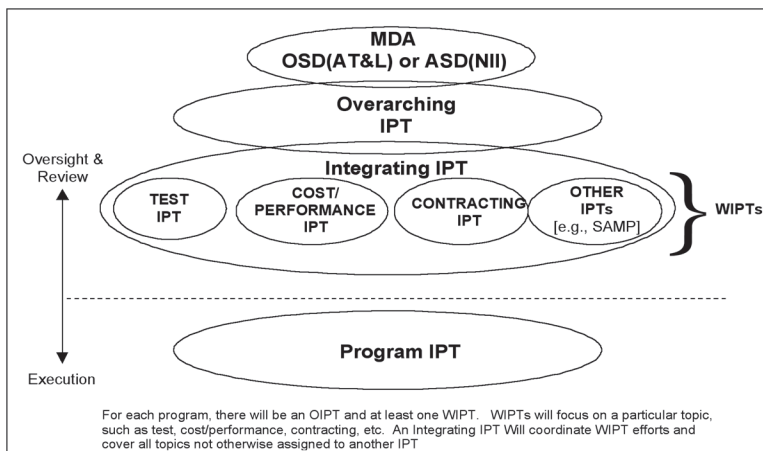 MDA
OSD(AT&L) or ASD(NII)
Overarching
IPT
Oversight &
Review
Integrating IPT
TEST
IPT
COST/
PERFORMANCE
IPT
CONTRACTING
IPT
OTHER
IPTs
[e.g., SAMP]
WIPTs
Program IPT
Execution
For each program, there will be an OIPT and at least one WIPT. WIPTs will focus on a particular topic,
such as test, cost/performance, contracting, etc. An Integrating IPT Will coordinate WIPT efforts and
cover all topics not otherwise assigned to another IPT